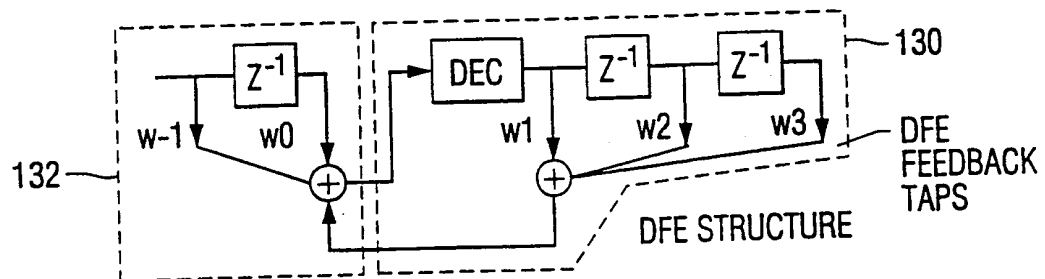 130
Z⁻¹
DEC
Z⁻¹
Z⁻¹
w-1
w0
w1
w2
w3
132
+
+
DFE
FEEDBACK
TAPS
DFE STRUCTURE